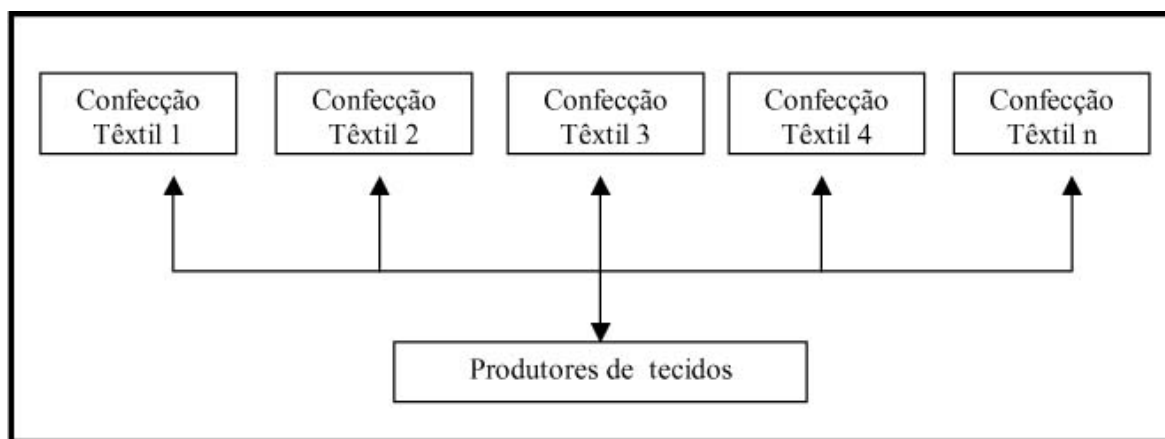 Confecção
Têxtil 1
Confecção
Têxtil 2
Confecção
Têxtil 3
Confecção
Têxtil 4
Confecção
Têxtil n
Produtores de tecidos